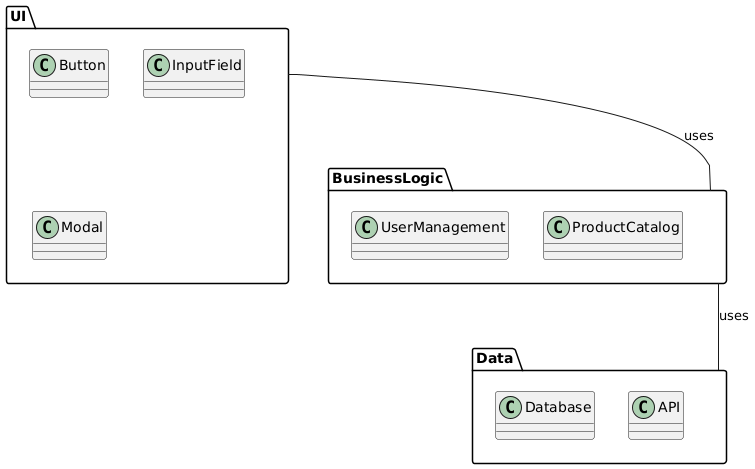 UI
C Button
C InputField
uses
BusinessLogic
C Modal
C UserManagement
C ProductCatalog
uses
Data
C Database
C API